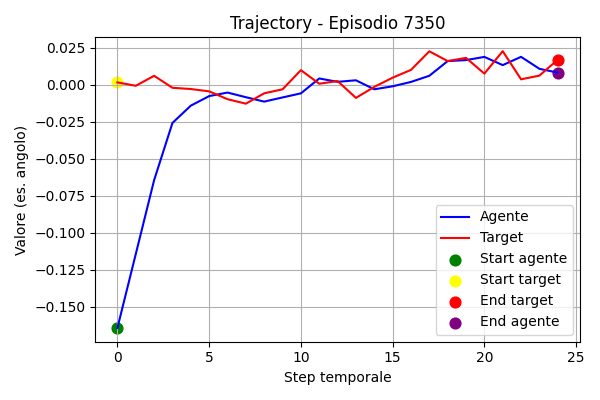 Trajectory - Episodio 7350
Valore (es. angolo)
0.025
0.000
−0.025
−0.050
−0.075
−0.100
−0.125
−0.150
0 5 10 15 20 25
Step temporale
Agente
Target
Start agente
Start target
End target
End agente